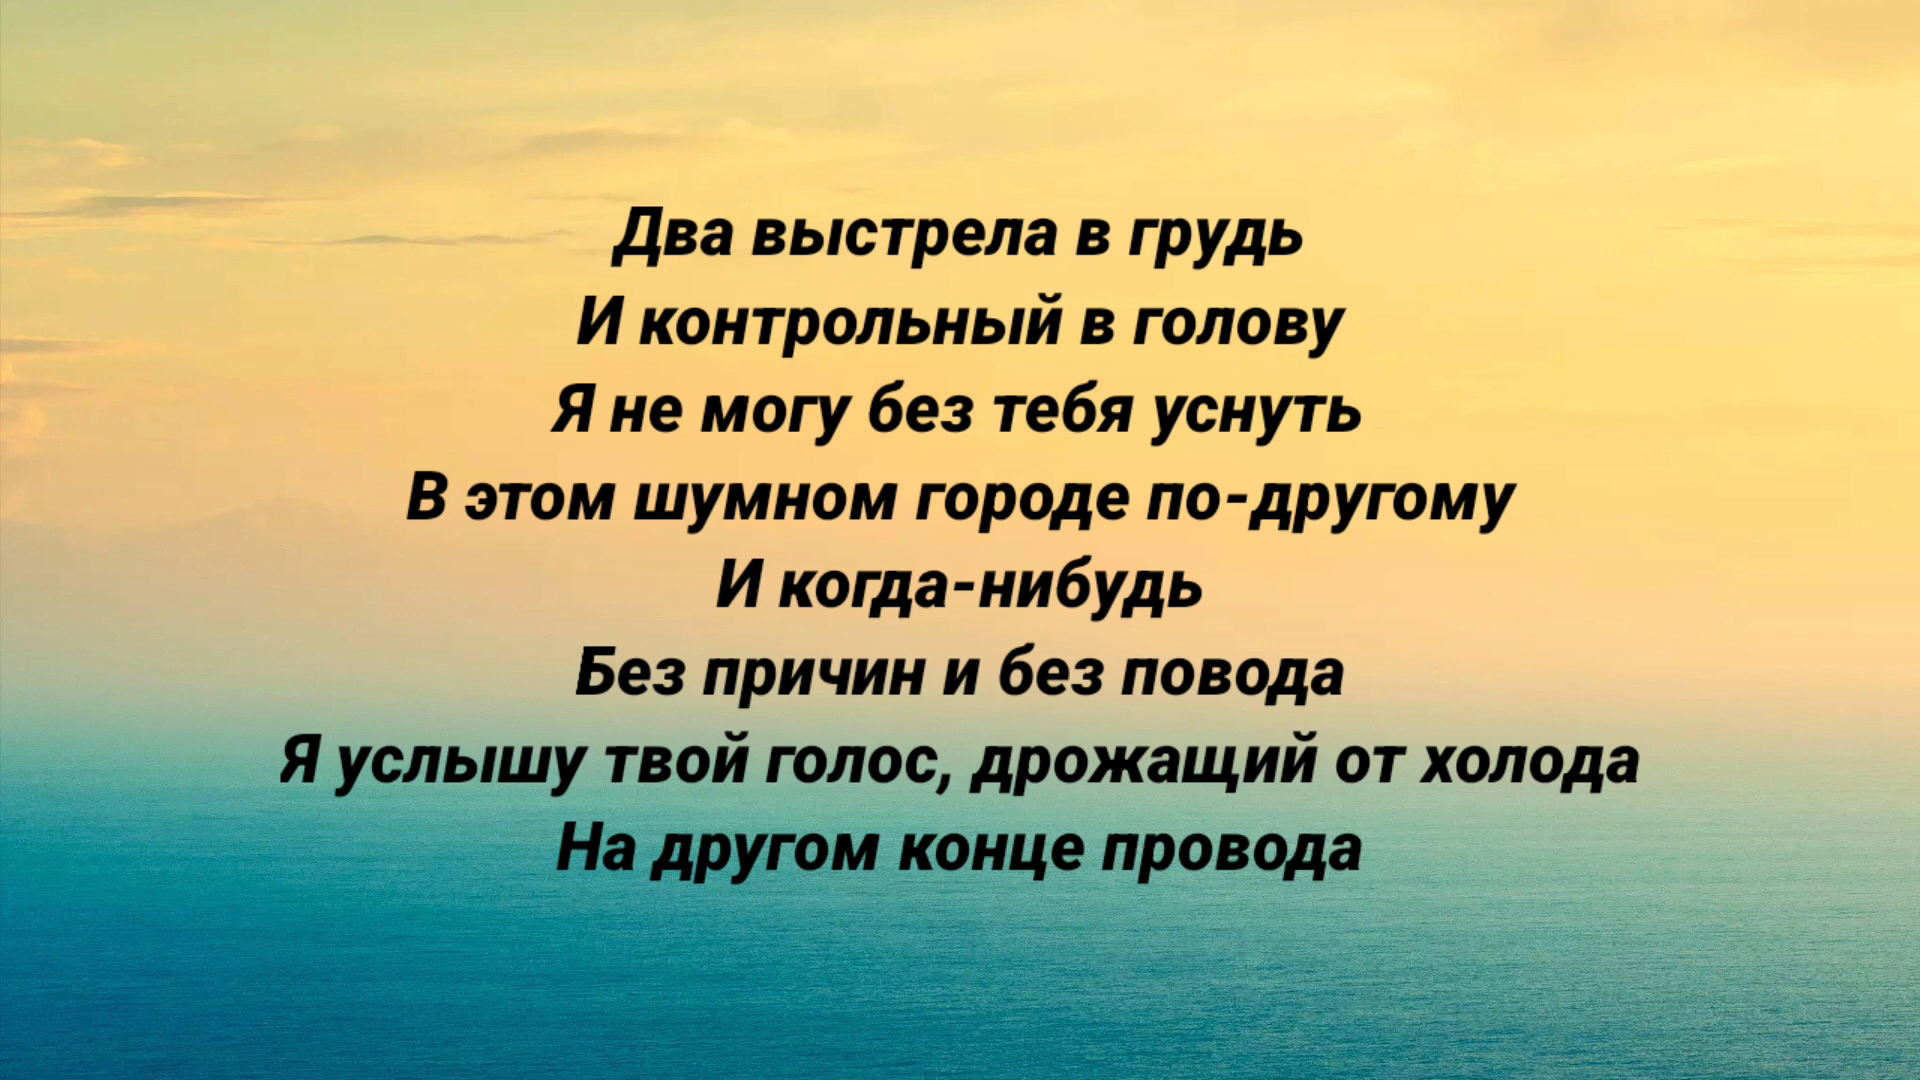 Два выстрела в грудь
И контрольный в голову
Я не могу без тебя уснуть
В этом шумном городе по-другому
И когда-нибудь
Без причин и без повода
Я услышу твой голос, дрожащий от холода
На другом конце провода